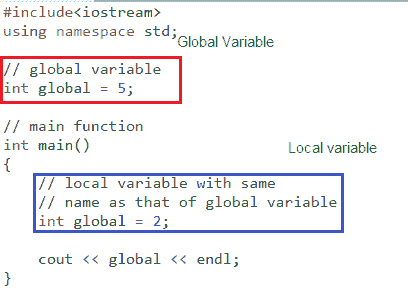 #include<iostream>
using namespace std;
Global Variable
// global variable
int global = 5;
// main function
int main()
Local variable
{
// local variable with same
// name as that of global variable
int global = 2;
cout << global << endl;
}